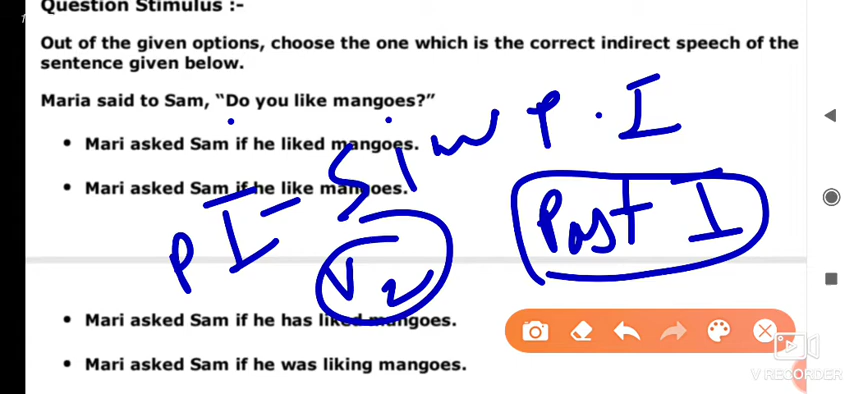 Question Stimulus :-
Out of the given options, choose the one which is the correct indirect speech of the
sentence given below.
Maria said to Sam, “Do you like mangoes?”
• Mari asked Sam if he liked mangoes.
• Mari asked Sam if he like mangoes.
Sim P. I
P I -
V2
Past I
• Mari asked Sam if he has liked mangoes.
• Mari asked Sam if he was liking mangoes.
V RECORDER